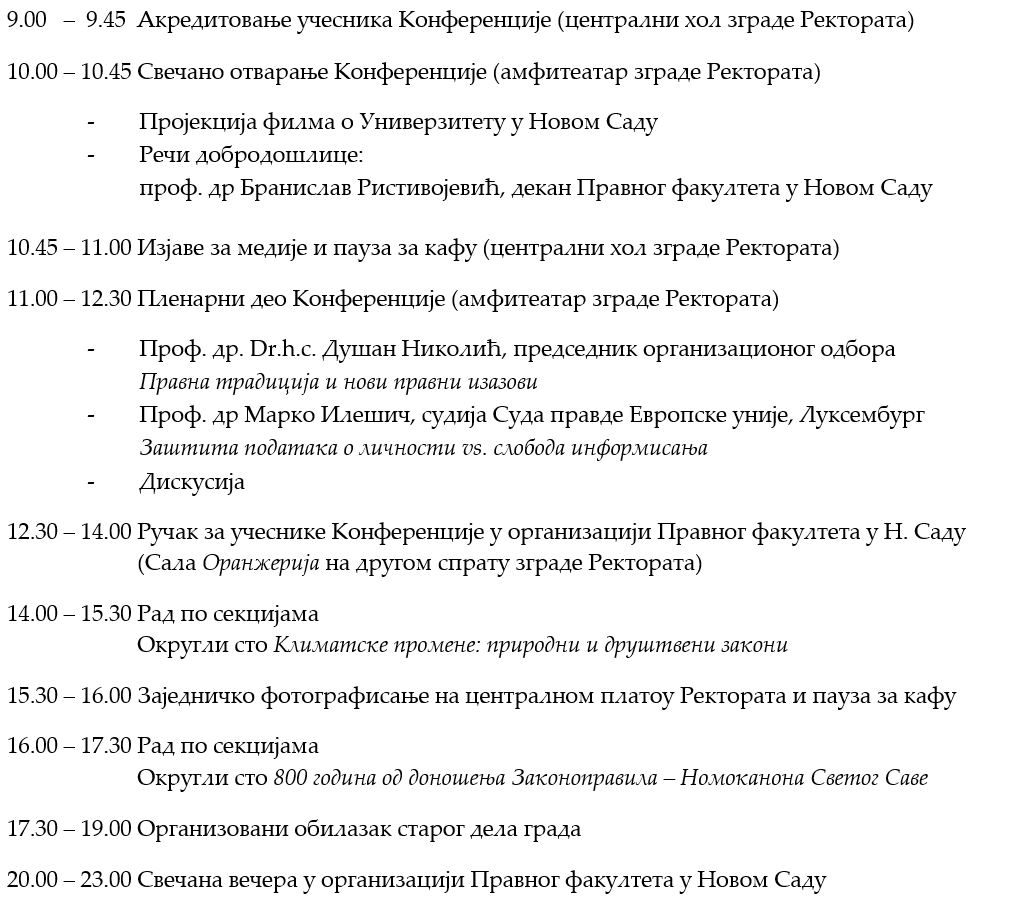 9.00 – 9.45 Акредитовање учесника Конференције (централни хол зграде Ректората)
10.00 – 10.45 Свечано отварање Конференције (амфитеатар зграде Ректората)
- Пројекција филма о Универзитету у Новом Саду
- Речи добродошлице:
проф. др Бранислав Ристивојевић, декан Правног факултета у Новом Саду
10.45 – 11.00 Изјаве за медије и пауза за кафу (централни хол зграде Ректората)
11.00 – 12.30 Пленарни део Конференције (амфитеатар зграде Ректората)
- Проф. др. Dr.h.c. Душан Николић, председник организационог одбора
Правна традиција и нови правни изазови
- Проф. др Марко Илешич, судија Суда правде Европске уније, Луксембург
Заштита података о личности vs. слобода информисања
- Дискусија
12.30 – 14.00 Ручак за учеснике Конференције у организацији Правног факултета у Н. Саду
(Сала Оранжерија на другом спрату зграде Ректората)
14.00 – 15.30 Рад по секцијама
Округли сто Климатске промене: природни и друштвени закони
15.30 – 16.00 Заједничко фотографисање на централном платоу Ректората и пауза за кафу
16.00 – 17.30 Рад по секцијама
Округли сто 800 година од доношења Законоправила – Номоканона Светог Саве
17.30 – 19.00 Организовани обилазак старог дела града
20.00 – 23.00 Свечана вечера у организацији Правног факултета у Новом Саду